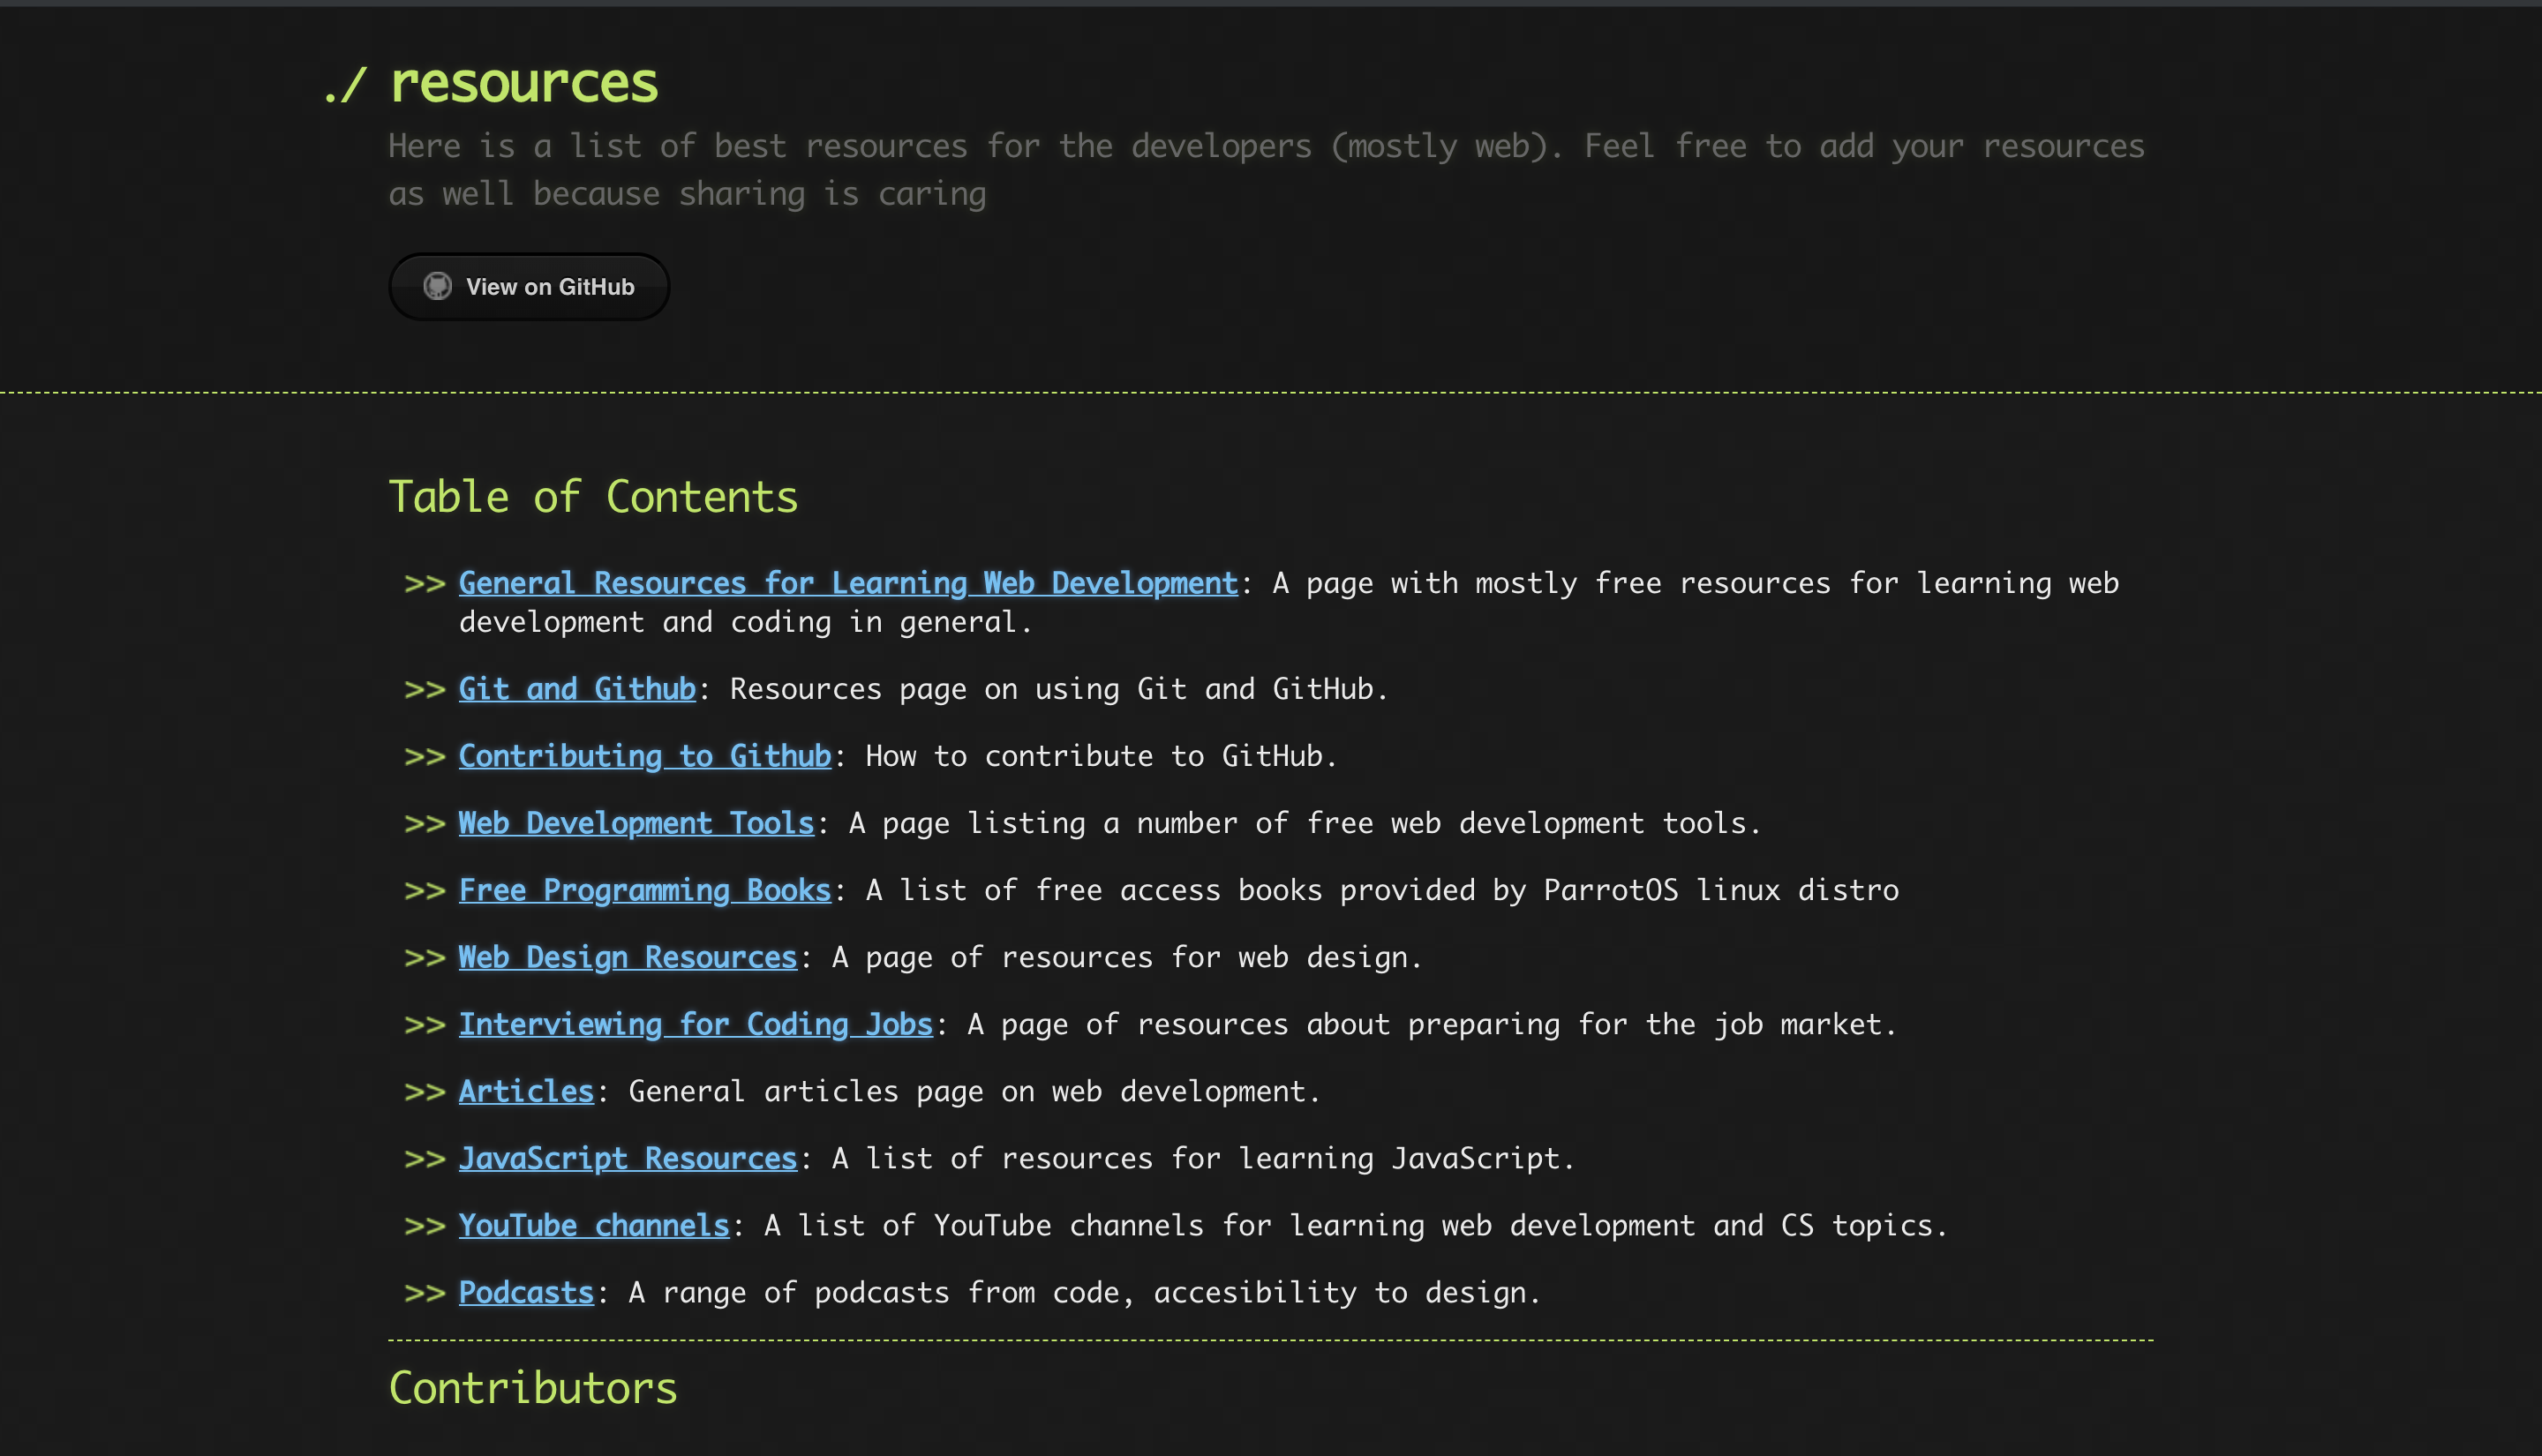 ./ resources
Here is a list of best resources for the developers (mostly web). Feel free to add your resources
as well because sharing is caring
View on GitHub
Table of Contents
>> General Resources for Learning Web Development: A page with mostly free resources for learning web
development and coding in general.
>> Git and Github: Resources page on using Git and GitHub.
>> Contributing to Github: How to contribute to GitHub.
>> Web Development Tools: A page listing a number of free web development tools.
>> Free Programming Books: A list of free access books provided by ParrotOS linux distro
>> Web Design Resources: A page of resources for web design.
>> Interviewing for Coding Jobs: A page of resources about preparing for the job market.
>> Articles: General articles page on web development.
>> JavaScript Resources: A list of resources for learning JavaScript.
>> YouTube channels: A list of YouTube channels for learning web development and CS topics.
>> Podcasts: A range of podcasts from code, accesibility to design.
Contributors